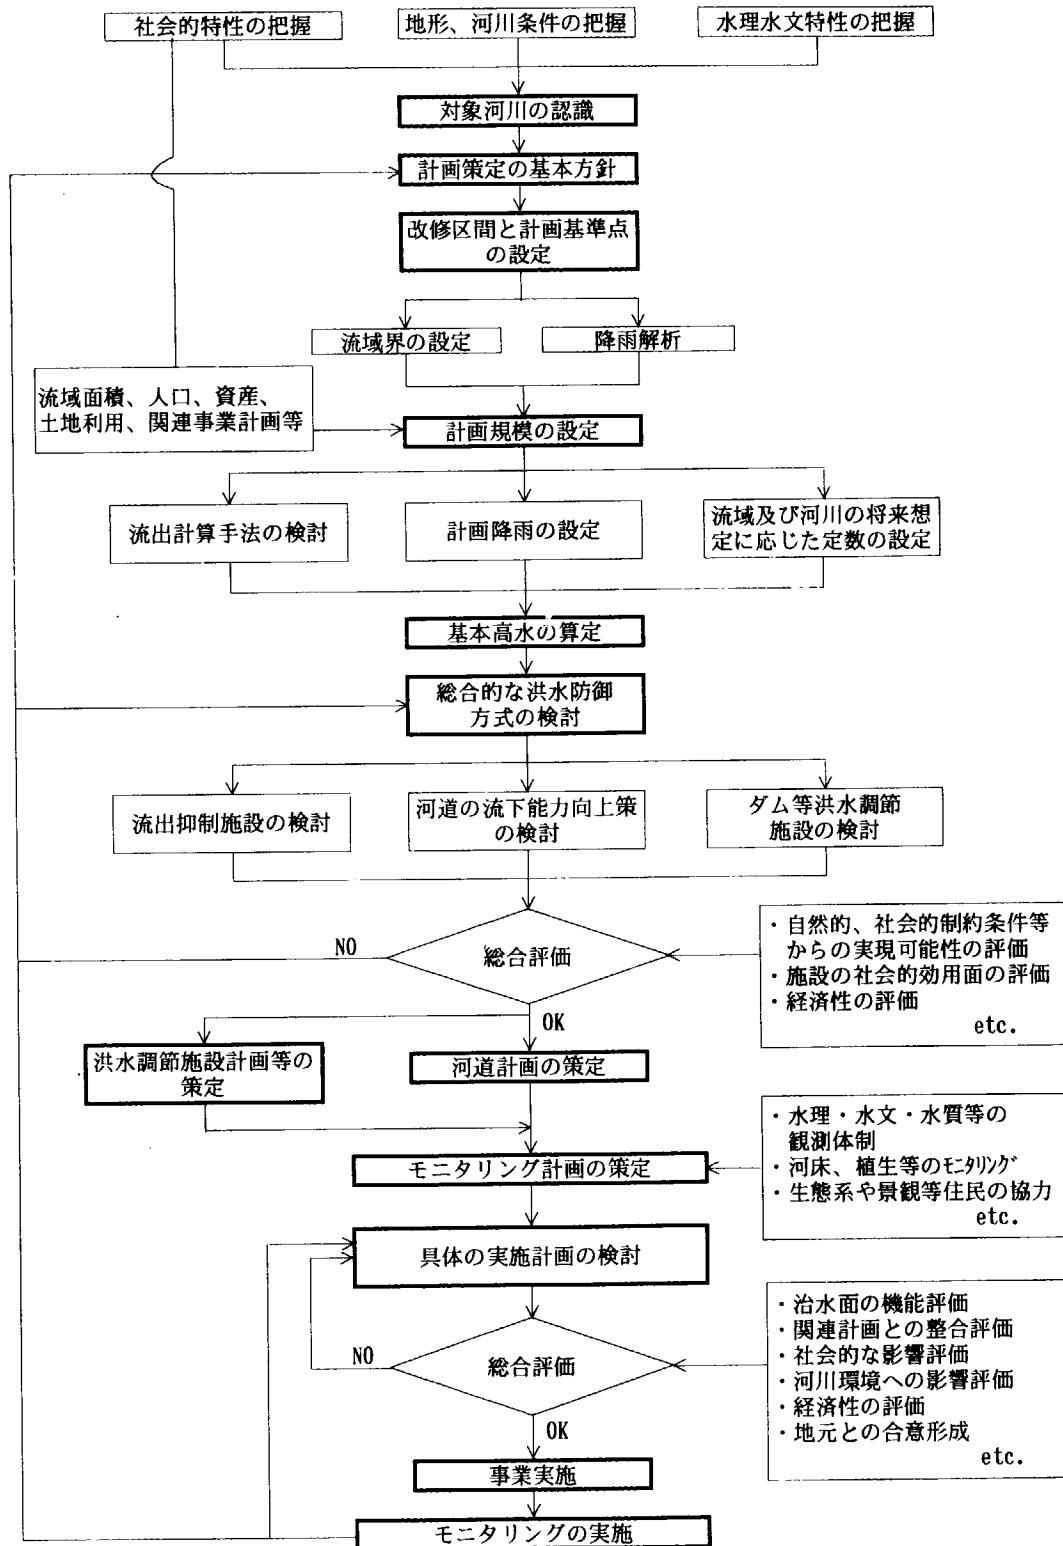 社会的特性の把握
地形、河川条件の把握
水理水文特性の把握
対象河川の認識
計画策定の基本方針
改修区間と計画基準点
の設定
流域界の設定
降雨解析
流域面積、人口、資産、
土地利用、関連事業計画等
計画規模の設定
流出計算手法の検討
計画降雨の設定
流域及び河川の将来想
定に応じた定数の設定
基本高水の算定
総合的な洪水防御
方式の検討
流出抑制施設の検討
河道の流下能力向上策
の検討
ダム等洪水調節
施設の検討
NO
総合評価
・自然的、社会的制約条件等
からの実現可能性の評価
・施設の社会的効用面の評価
・経済性の評価
etc.
OK
洪水調節施設計画等の
策定
河道計画の策定
・水理・水文・水質等の
観測体制
・河床、植生等のﾓﾆﾀﾘﾝｸﾞ
・生態系や景観等住民の協力
etc.
モニタリング計画の策定
具体の実施計画の検討
NO
総合評価
・治水面の機能評価
・関連計画との整合評価
・社会的な影響評価
・河川環境への影響評価
・経済性の評価
・地元との合意形成
etc.
OK
事業実施
モニタリングの実施